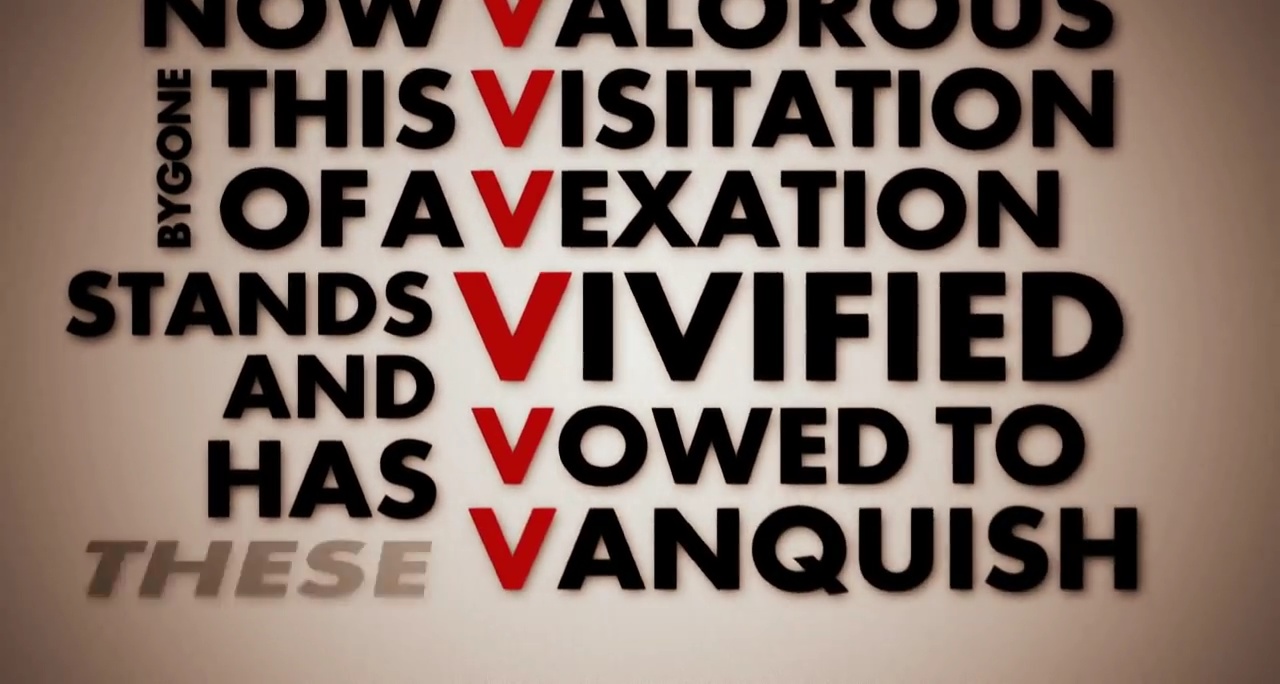 NOW VALOROUS
THIS VISITATION
OF A BYGONE VEXATION
STANDS VIVIFIED
AND
HAS VOWED TO
VANQUISH
THESE